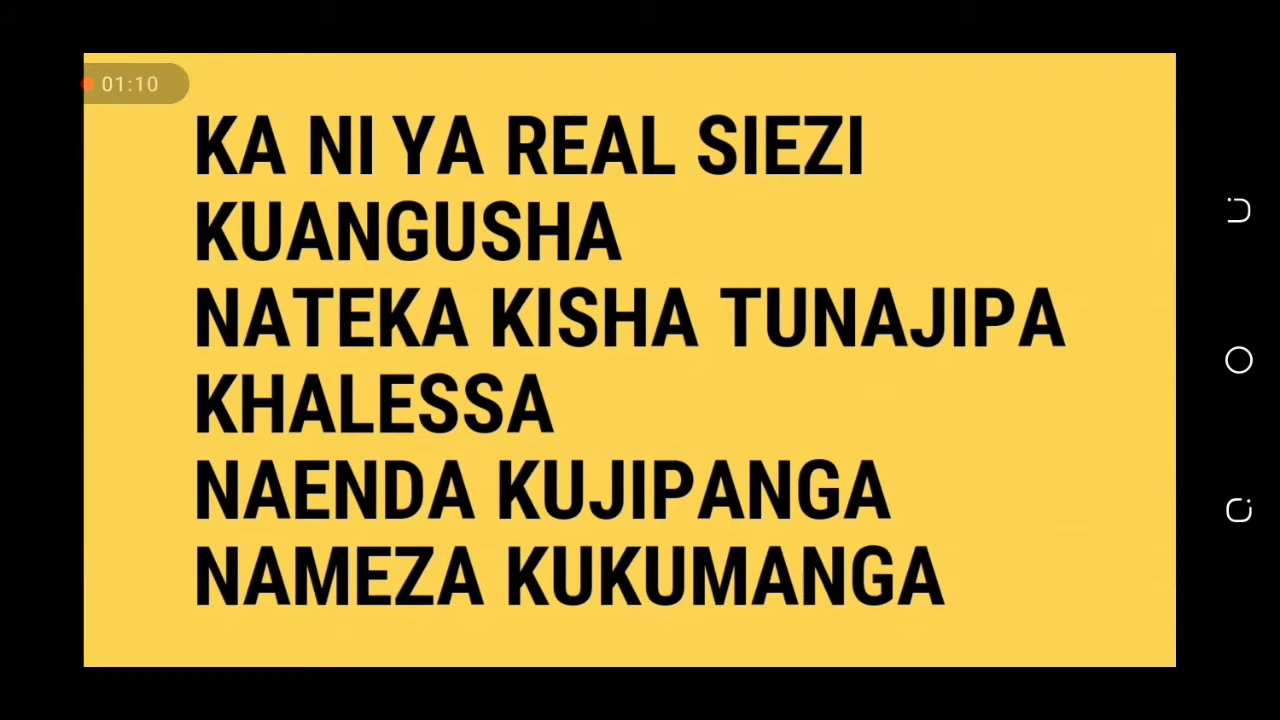 01:10
KA NI YA REAL SIEZI
KUANGUSHA
NATEKA KISHA TUNAJIPA
KHALESSA
NAENDA KUJIPANGA
NAMEZA KUKUMANGA